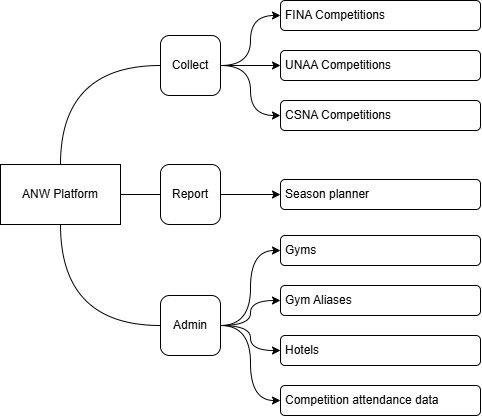 FINA Competitions
Collect
UNAA Competitions
CSNA Competitions
ANW Platform
Report
Season planner
Gyms
Gym Aliases
Admin
Hotels
Competition attendance data